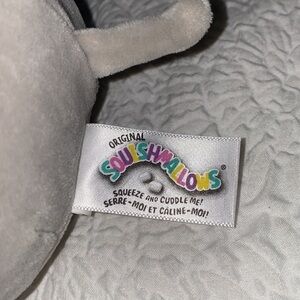 ORIGINAL
SQUISHMALLOWS®
SQUEEZE AND CUDDLE ME!
SERRE-MOI ET CÂLINE-MOI!